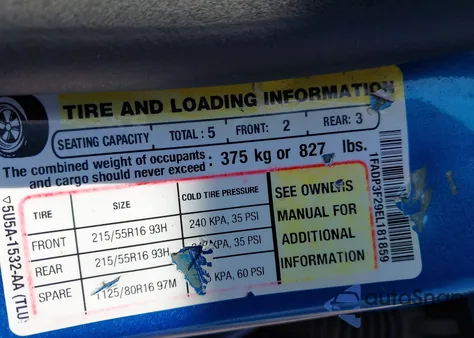 TIRE AND LOADING INFORMATION
SEATING CAPACITY TOTAL : 5 FRONT: 2 REAR: 3
The combined weight of occupants
and cargo should never exceed : 375 kg or 827 lbs.
TIRE SIZE COLD TIRE PRESSURE
FRONT 215/55R16 93H 240 KPA, 35 PSI
REAR 215/55R16 93H KPA, 35 PSI
SPARE 125/80R16 97M KPA, 60 PSI
SEE OWNERS
MANUAL FOR
ADDITIONAL
INFORMATION
5U5A-1532-AA (TLU)
1FADP3F29EL181859